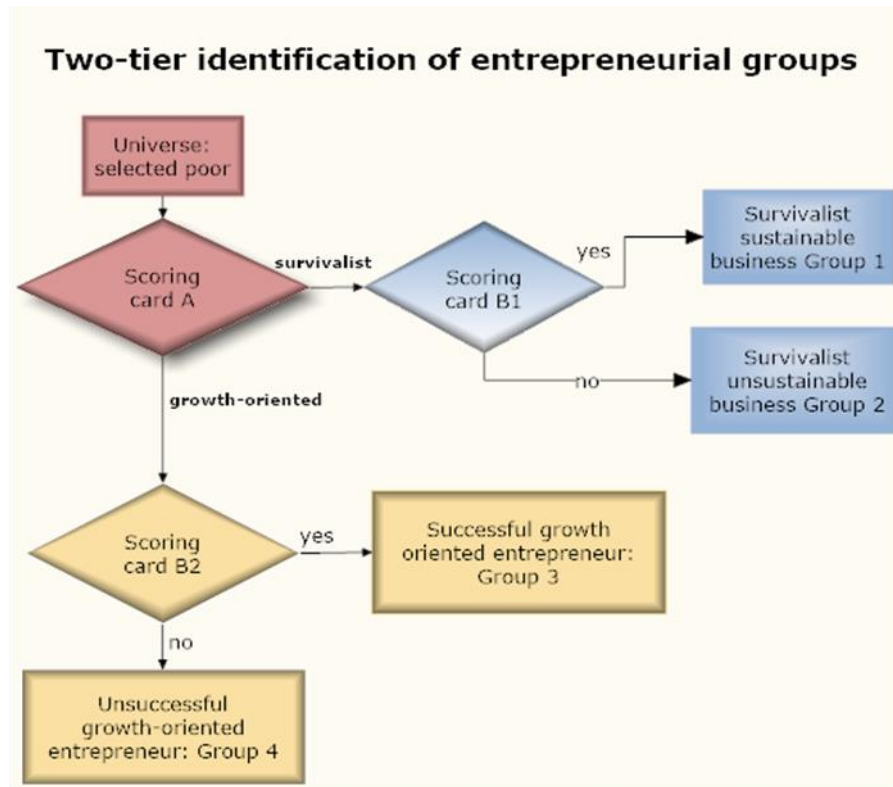 Two-tier identification of entrepreneurial groups
Universe:
selected poor
Scoring
card A
survivalist
Scoring
card B1
yes
Survivalist
sustainable
business Group 1
no
Survivalist
unsustainable
business Group 2
growth-oriented
Scoring
card B2
yes
Successful growth
oriented entrepreneur:
Group 3
no
Unsuccessful
growth-oriented
entrepreneur: Group 4